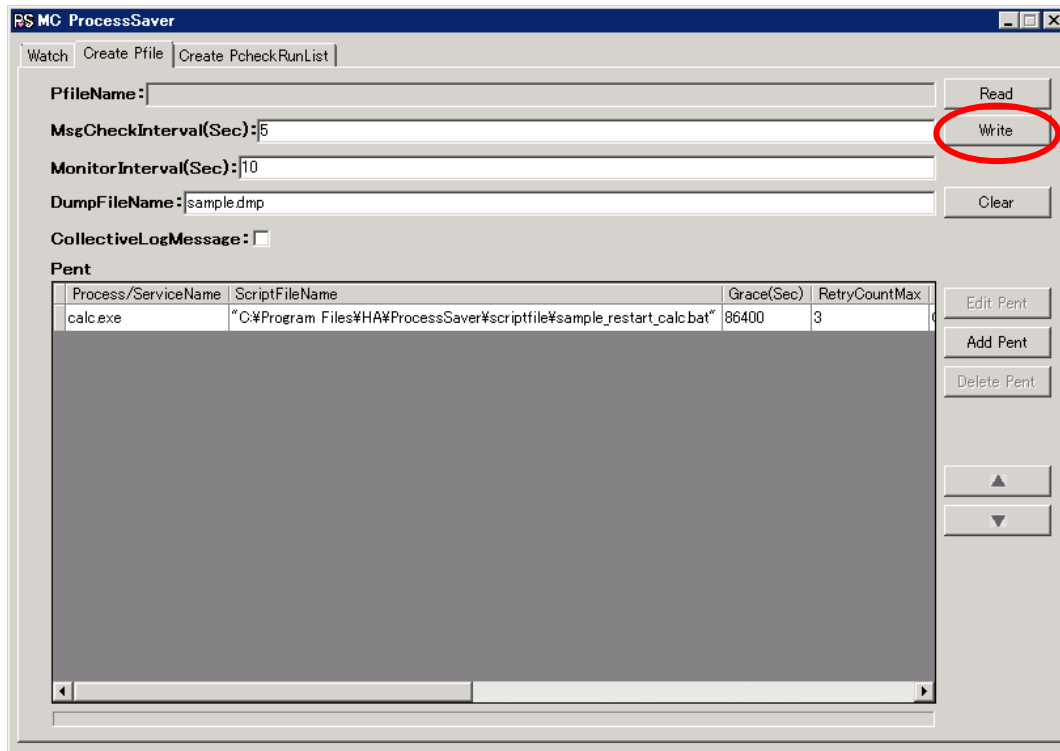 PS MC ProcessSaver
Watch Create Pfile Create PcheckRunList
PfileName: Read
MsgCheckInterval(Sec): 5 Write
MonitorInterval(Sec): 10
DumpFileName: sample.dmp Clear
CollectiveLogMessage:
Pent
Process/ServiceName ScriptFileName Grace(Sec) RetryCountMax
calc.exe "C:¥Program Files¥HA¥ProcessSaver¥scriptfile¥sample_restart_calc.bat" 86400 3
Edit Pent
Add Pent
Delete Pent